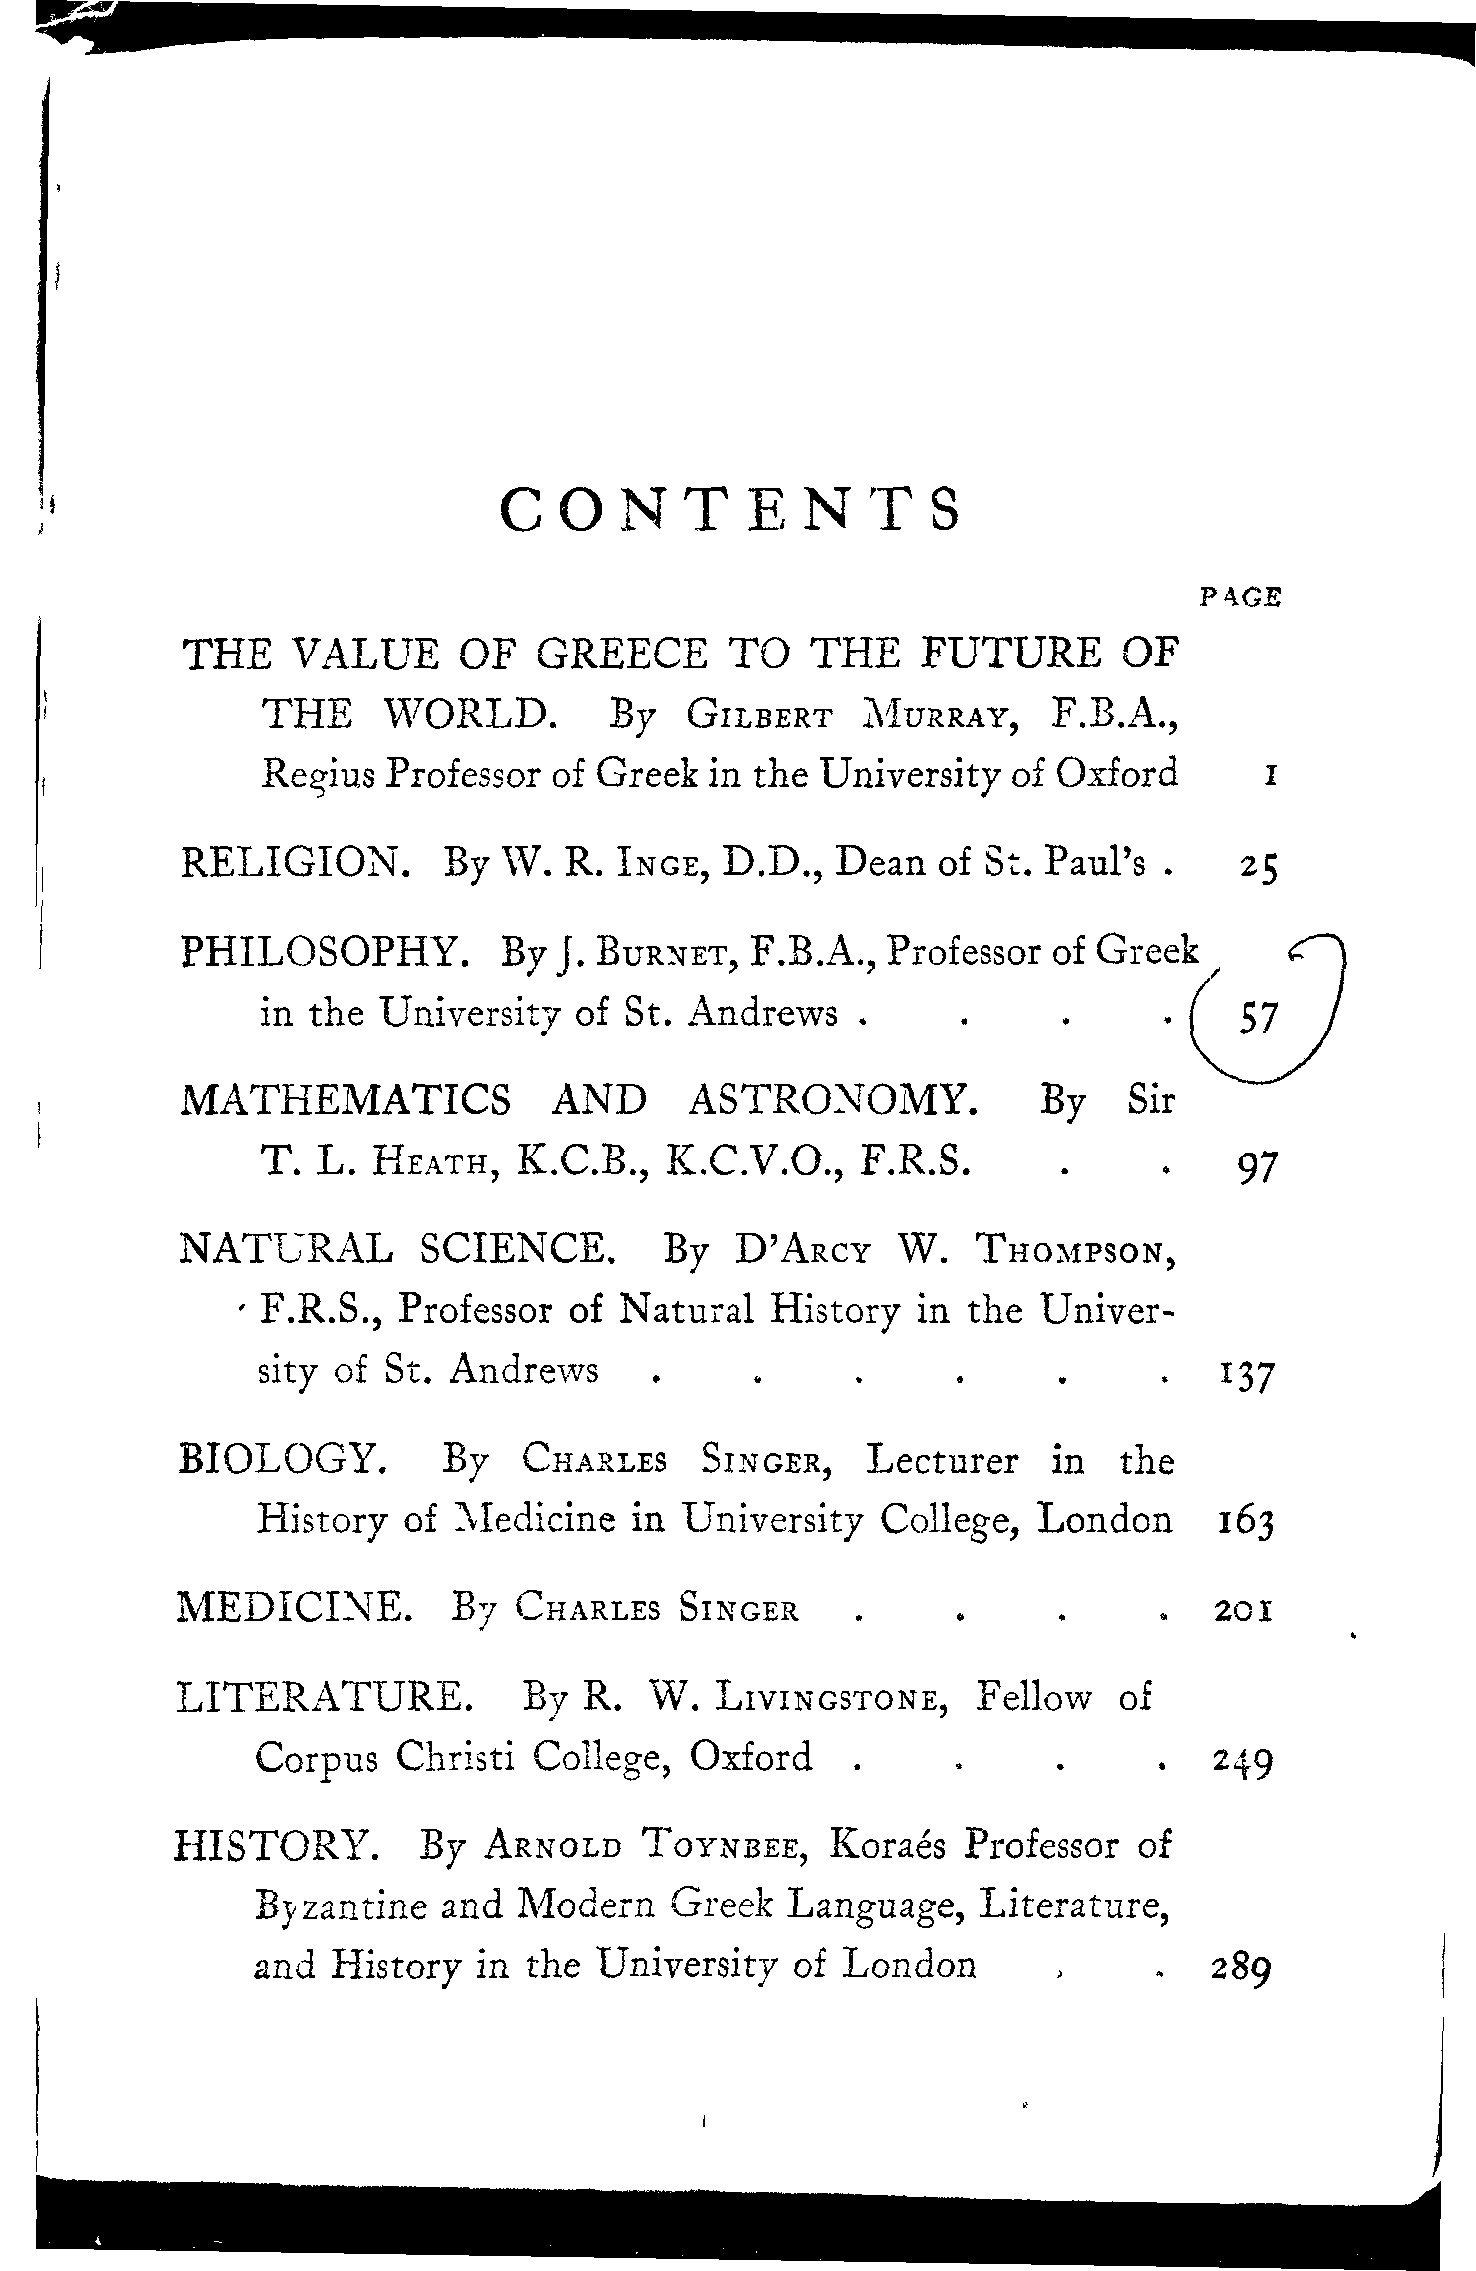 CONTENTS
PAGE
THE VALUE OF GREECE TO THE FUTURE OF
THE WORLD. By GILBERT MURRAY, F.B.A.,
Regius Professor of Greek in the University of Oxford 1
RELIGION. By W. R. INGE, D.D., Dean of St. Paul's . 25
PHILOSOPHY. By J. BURNET, F.B.A., Professor of Greek
in the University of St. Andrews . . . . 57
MATHEMATICS AND ASTRONOMY. By Sir
T. L. HEATH, K.C.B., K.C.V.O., F.R.S. . . 97
NATURAL SCIENCE. By D'ARCY W. THOMPSON,
F.R.S., Professor of Natural History in the Univer-
sity of St. Andrews . . . . . . 137
BIOLOGY. By CHARLES SINGER, Lecturer in the
History of Medicine in University College, London 163
MEDICINE. By CHARLES SINGER . . . . 201
LITERATURE. By R. W. LIVINGSTONE, Fellow of
Corpus Christi College, Oxford . . . . 249
HISTORY. By ARNOLD TOYNBEE, Koraés Professor of
Byzantine and Modern Greek Language, Literature,
and History in the University of London . . 289